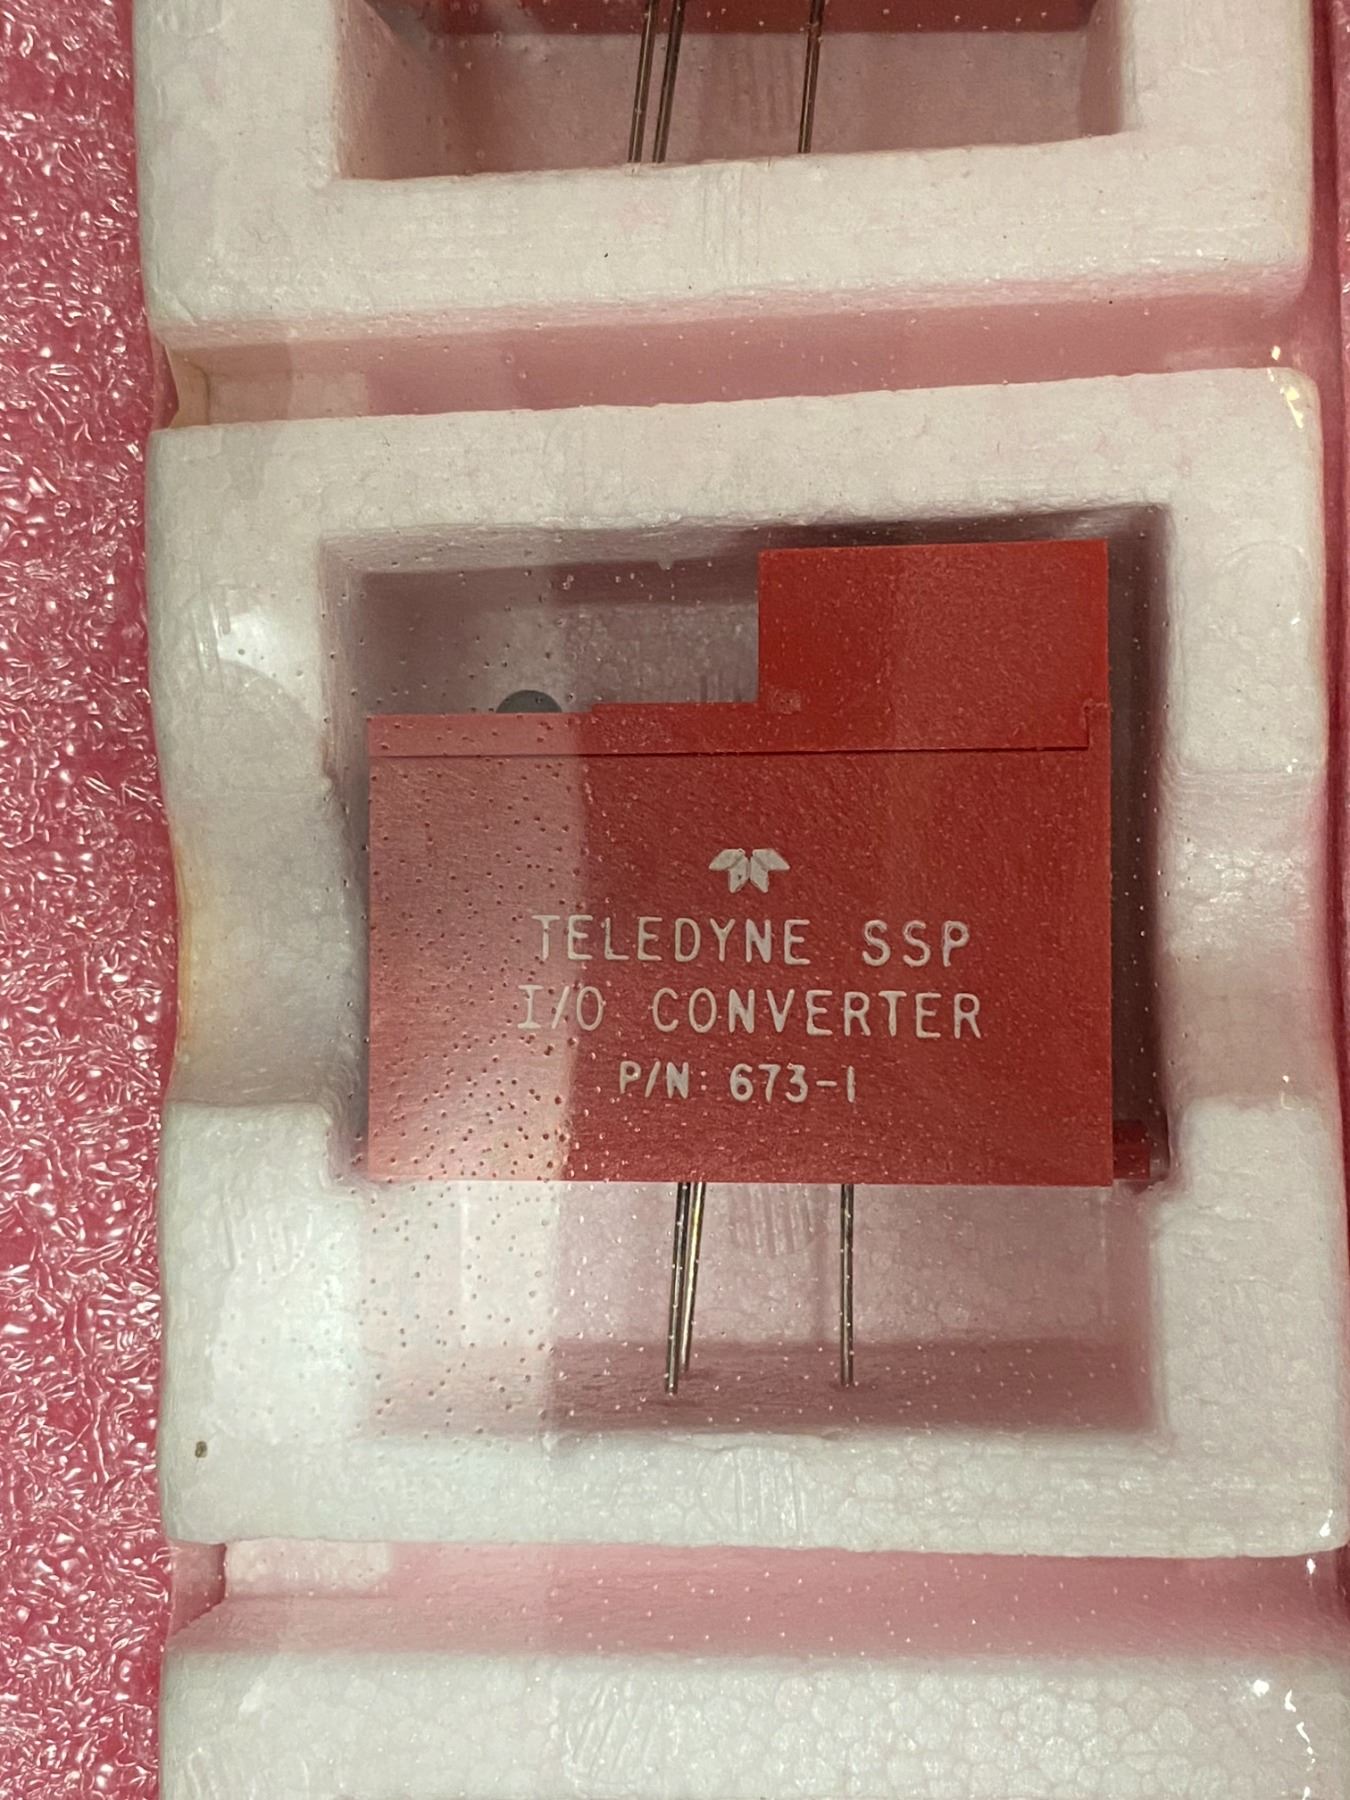 TELEDYNE SSP
I/O CONVERTER
P/N: 673-1